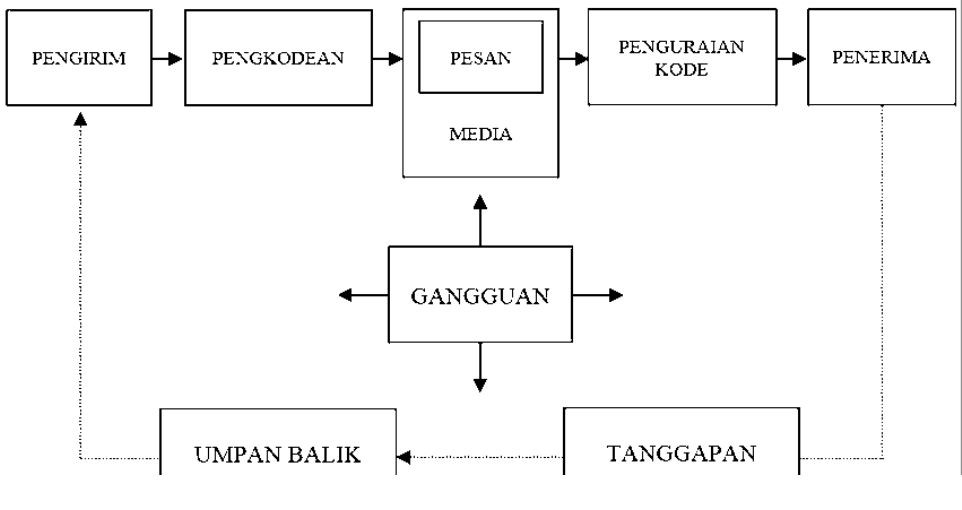 PENGIRIM
PENGKODEAN
PESAN
MEDIA
PENGURAIAN
KODE
PENERIMA
GANGGUAN
UMPAN BALIK
TANGGAPAN